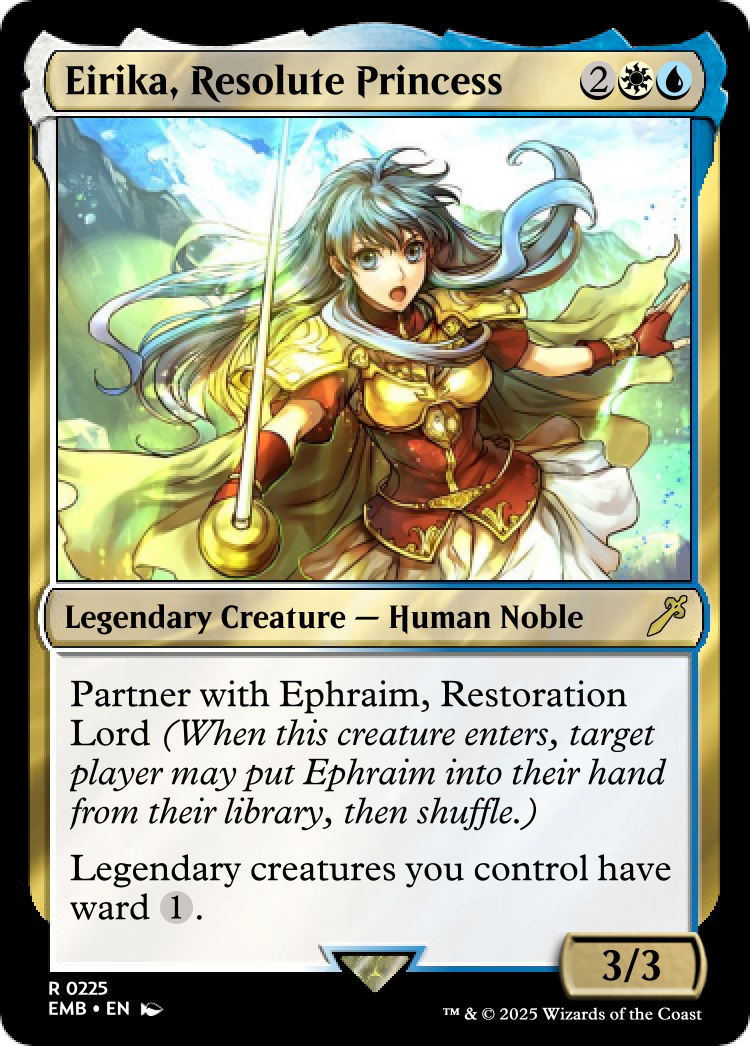 Eirika, Resolute Princess 2
Legendary Creature — Human Noble
Partner with Ephraim, Restoration
Lord (When this creature enters, target
player may put Ephraim into their hand
from their library, then shuffle.)
Legendary creatures you control have
ward 1.
3/3
R 0225
EMB • EN
™ & © 2025 Wizards of the Coast